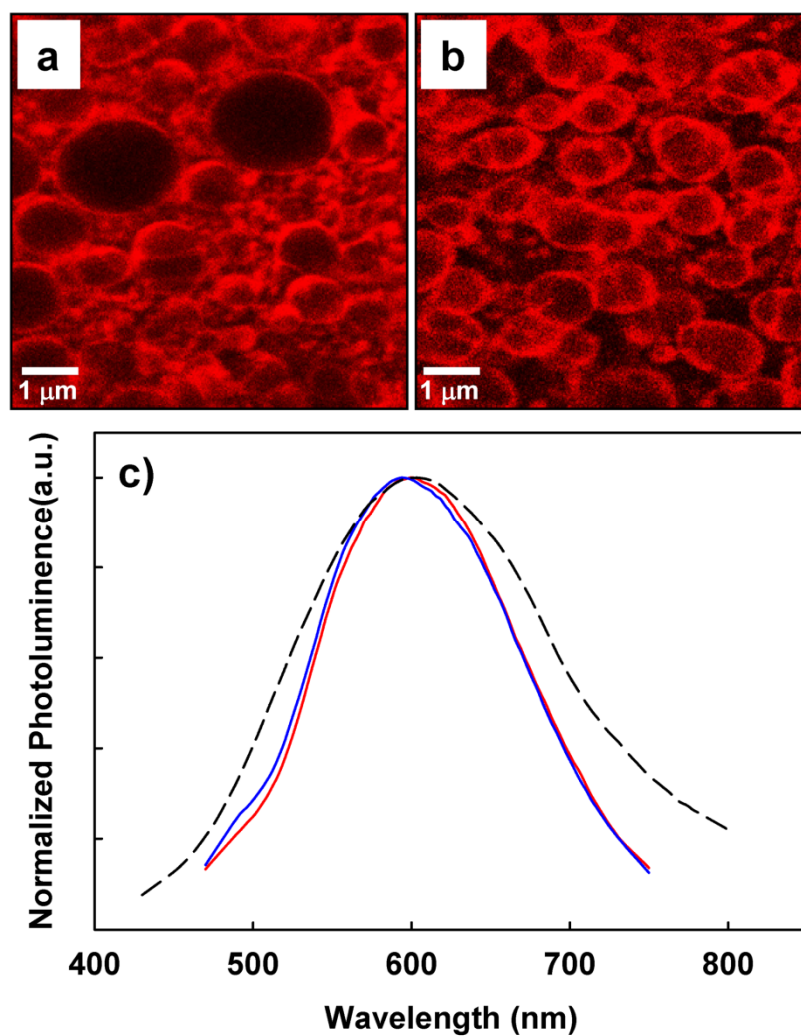 a
b
1 μm
1 μm
c)
Normalized Photoluminence(a.u.)
400 500 600 700 800
Wavelength (nm)